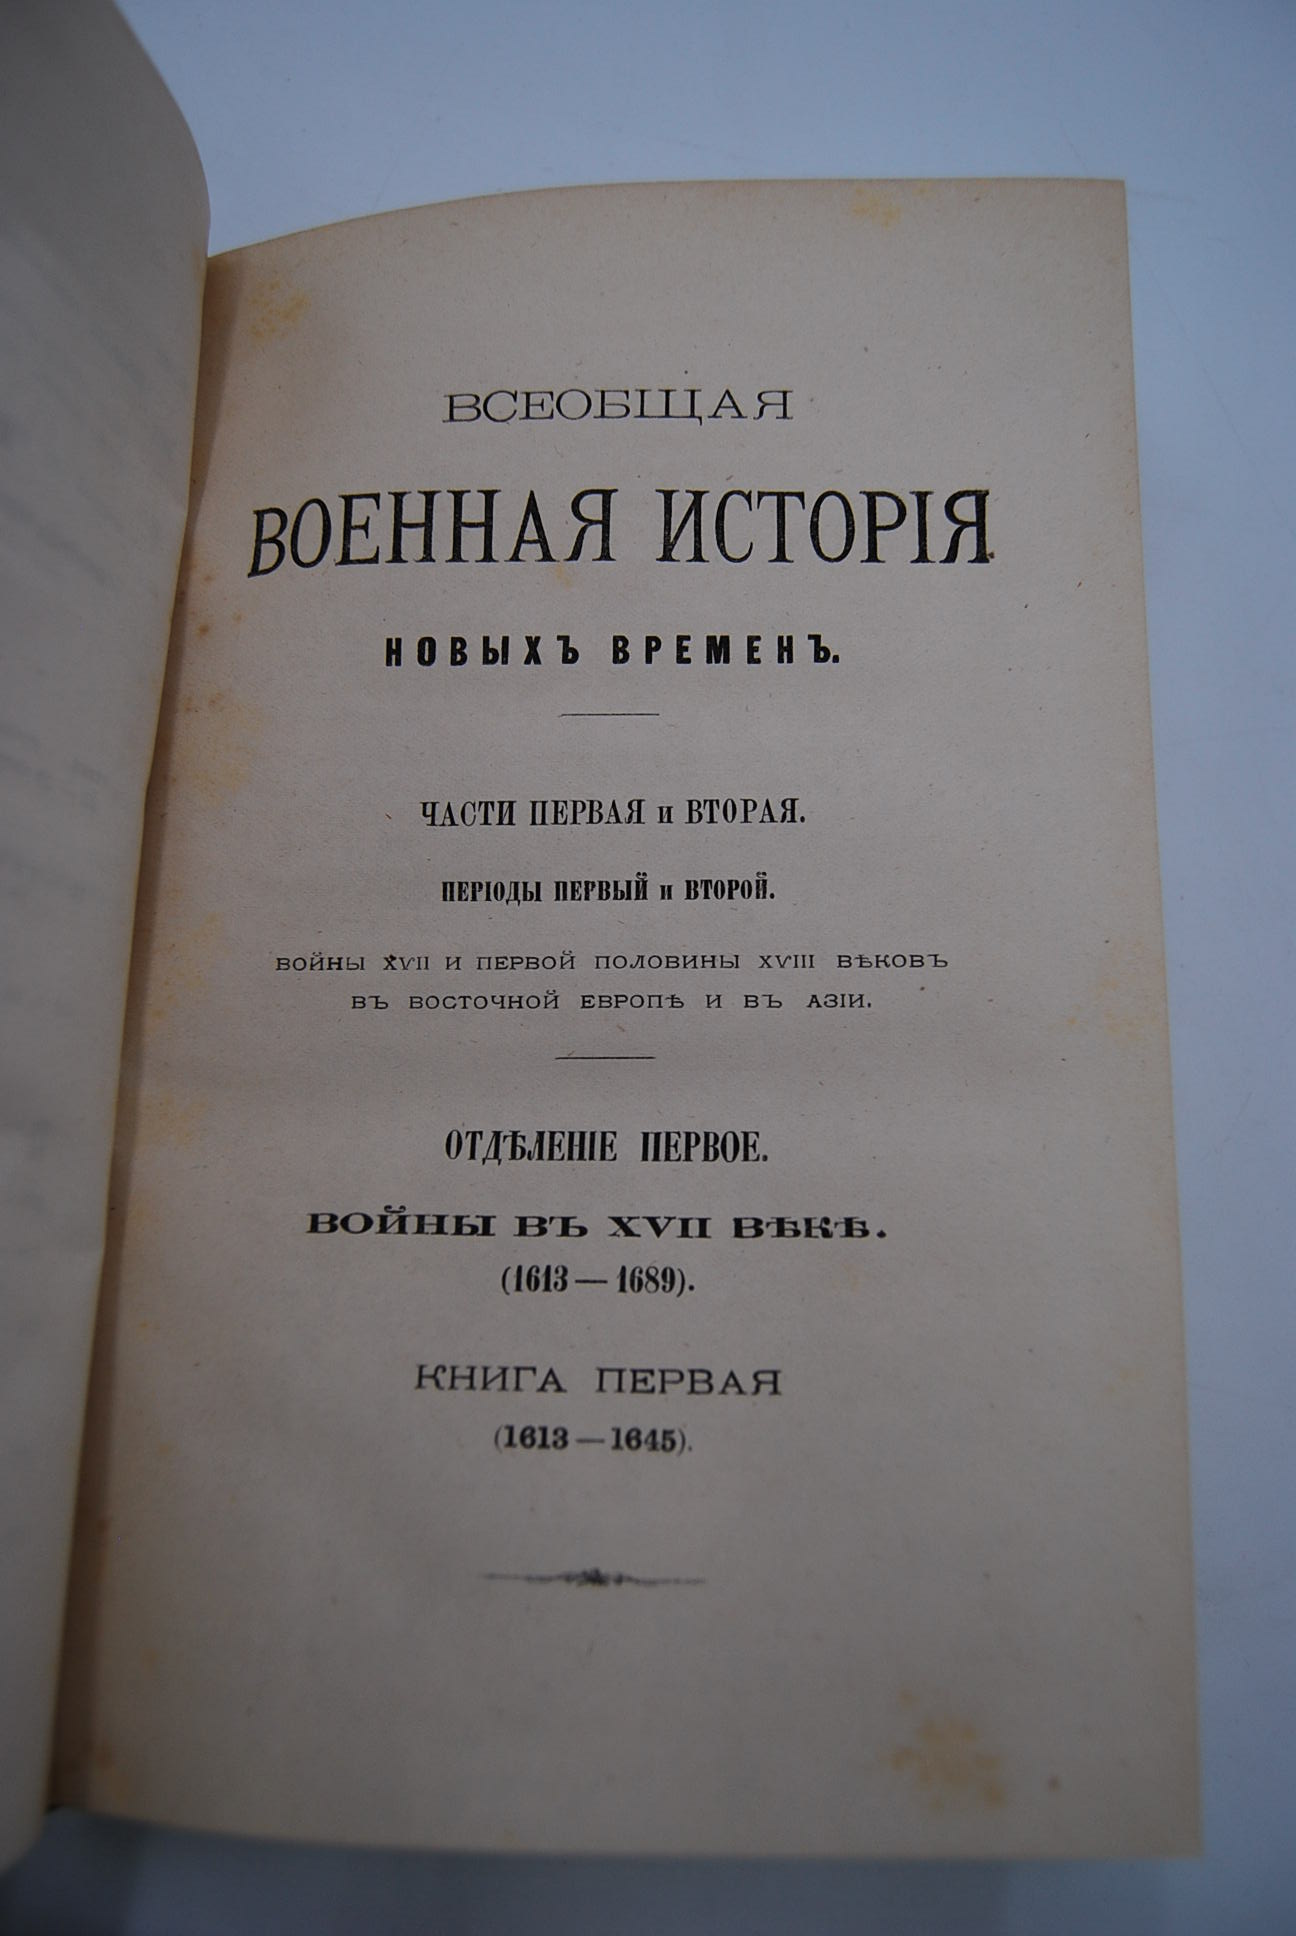 ВСЕОБЩАЯ
ВОЕННАЯ ИСТОРІЯ
НОВЫХЪ ВРЕМЕНЪ.
ЧАСТИ ПЕРВАЯ и ВТОРАЯ.
ПЕРІОДЫ ПЕРВЫЙ и ВТОРОЙ.
ВОЙНЫ XVII И ПЕРВОЙ ПОЛОВИНЫ XVIII ВѢКОВЪ
ВЪ ВОСТОЧНОЙ ЕВРОПѢ И ВЪ АЗІИ.
ОТДѢЛЕНІЕ ПЕРВОЕ.
ВОЙНЫ ВЪ XVII ВѢКѢ.
(1613 — 1689).
КНИГА ПЕРВАЯ
(1613 — 1645).